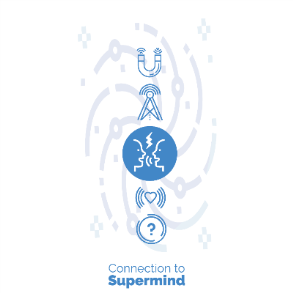 ?
Connection to
Supermind